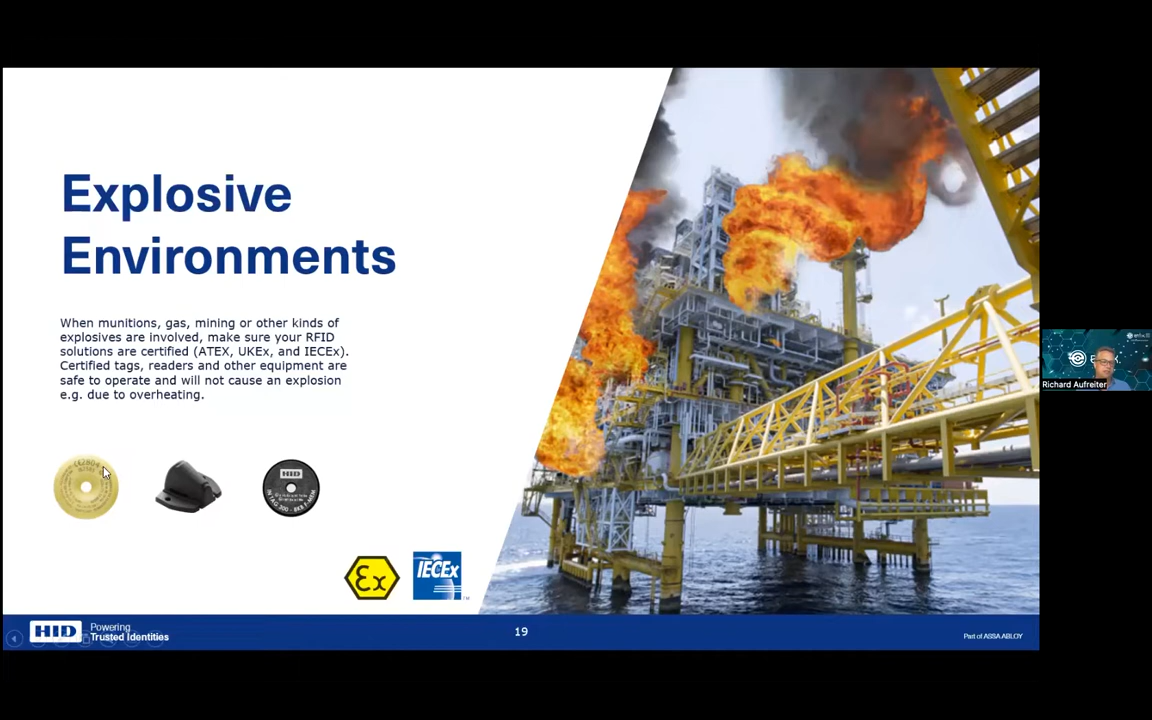 Explosive
Environments
When munitions, gas, mining or other kinds of
explosives are involved, make sure your RFID
solutions are certified (ATEX, UKEx, and IECEx).
Certified tags, readers and other equipment are
safe to operate and will not cause an explosion
e.g. due to overheating.
HID
Ex
IECEx
TM
HID
Powering
Trusted Identities
19
Part of ASSA ABLOY
Richard Aufreiter